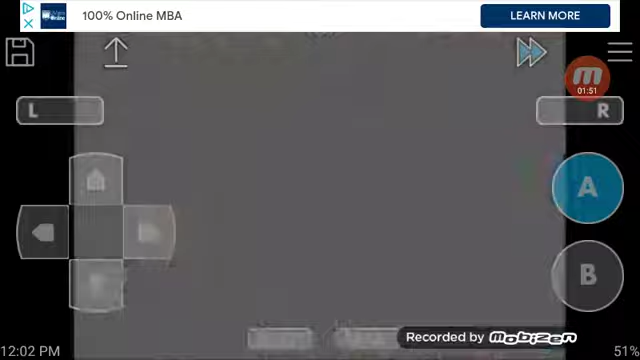 100% Online MBA
LEARN MORE
01:51
L
R
A
B
Recorded by Mobizen
12:02 PM
51%